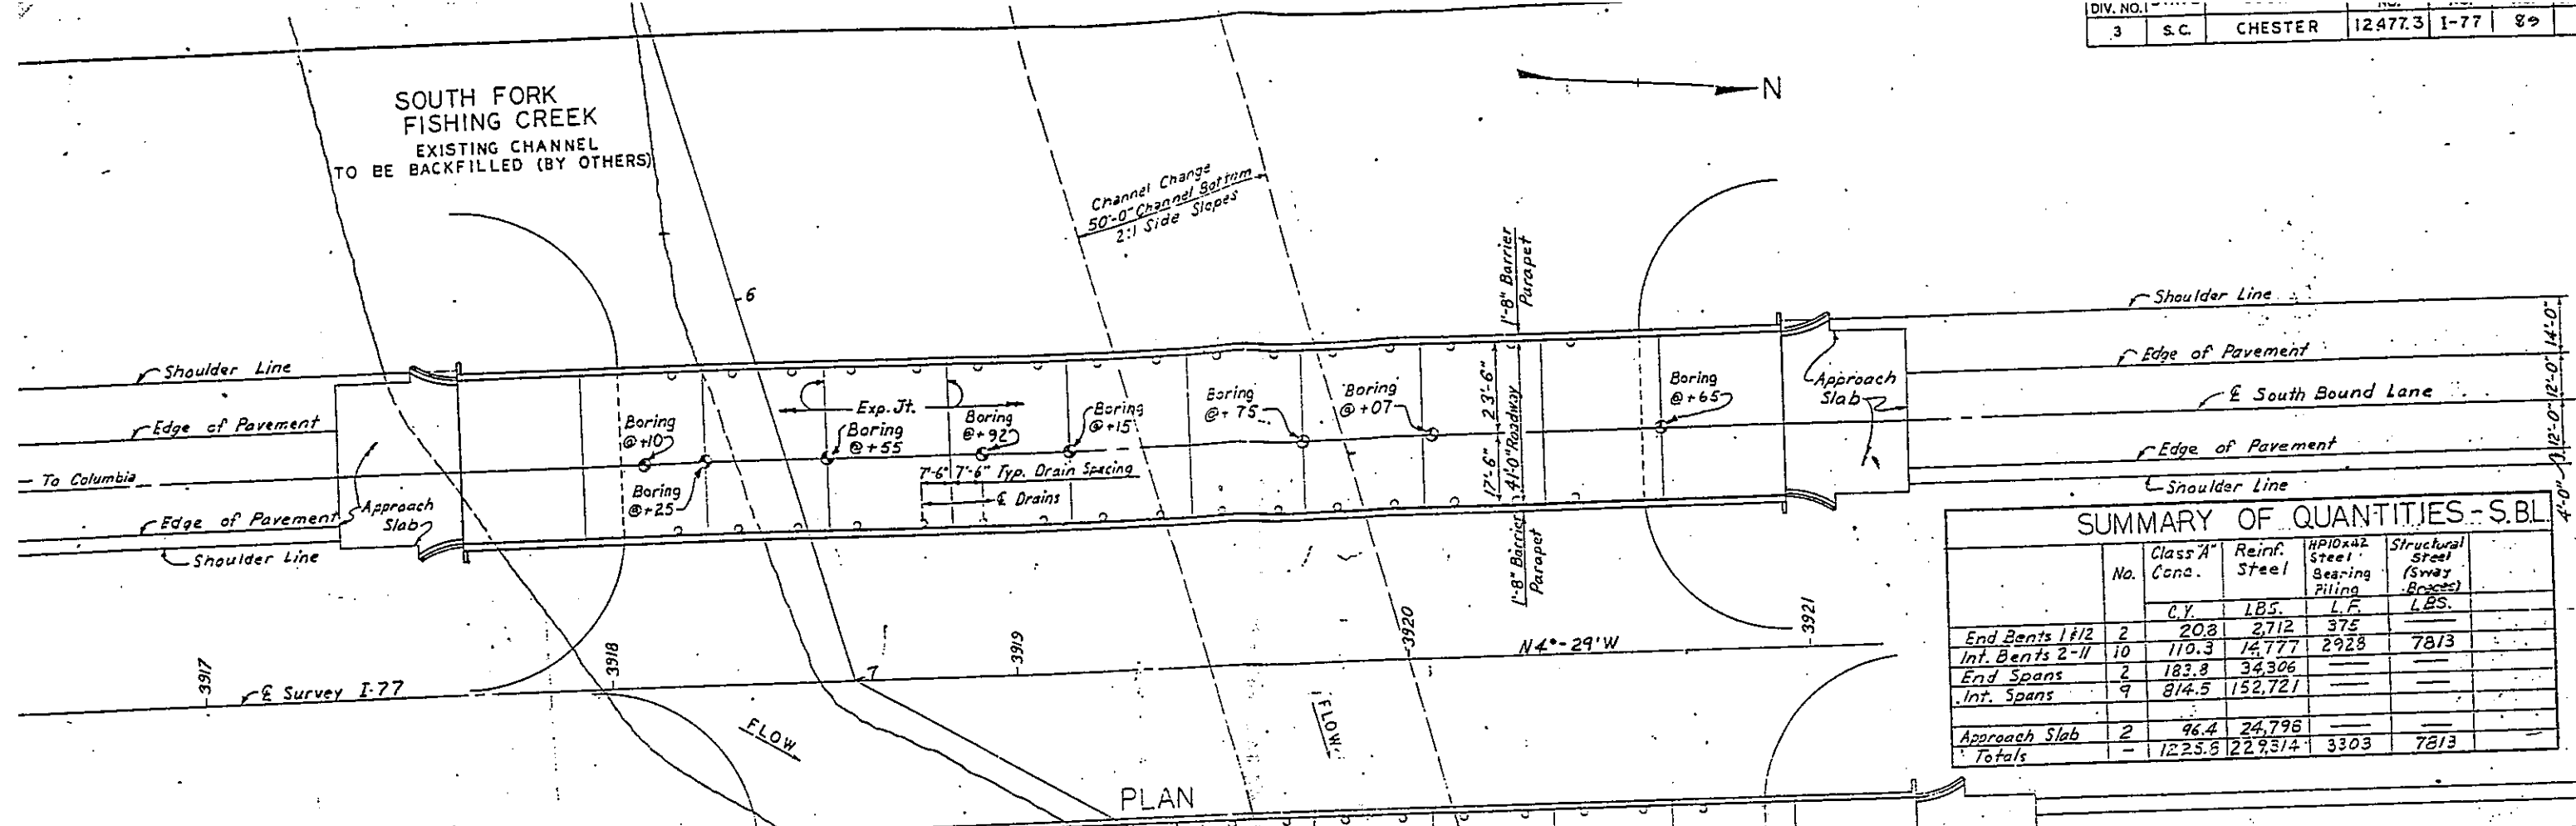 DIV. NO.
3 S.C. CHESTER 12.477.3 I-77 89
N
SOUTH FORK
FISHING CREEK
EXISTING CHANNEL
TO BE BACKFILLED (BY OTHERS)
Channel Change
50'-0" Channel Bottom
2:1 Side Slopes
6
1'-8" Barrier
Parapet
Shoulder Line
Edge of Pavement
To Columbia
Edge of Pavement
Shoulder Line
Approach
Slab
Boring
@+10
Boring
@+25
Exp. Jt.
Boring
@+55
Boring
@+92
Boring
@+15
7'-6" 7'-6" Typ. Drain Spacing
℄ Drains
Boring
@+75
Boring
@+07
17'-6" 23'-6"
41'-0" Roadway
1'-8" Barrier
Parapet
Boring
@+65
Approach
Slab
Shoulder Line
Edge of Pavement
℄ South Bound Lane
Edge of Pavement
Shoulder Line
4'-0" 12'-0" 12'-0" 14'-0"
3917
3918
3919
3920
3921
℄ Survey I-77
7
N4°-29'W
FLOW
FLOW
PLAN
SUMMARY OF QUANTITIES - S.B.L.
No. Class "A" Conc. Reinf. Steel HP10x42 Steel Bearing Piling Structural Steel (Sway Braces)
C.Y. LBS. L.F. LBS.
End Bents 1&12 2 20.8 2,712 375 —
Int. Bents 2-11 10 110.3 14,777 2928 7813
End Spans 2 183.8 34,306 — —
Int. Spans 9 814.5 152,721 — —
Approach Slab 2 96.4 24,798 — —
Totals - 1225.8 229,314 3303 7813